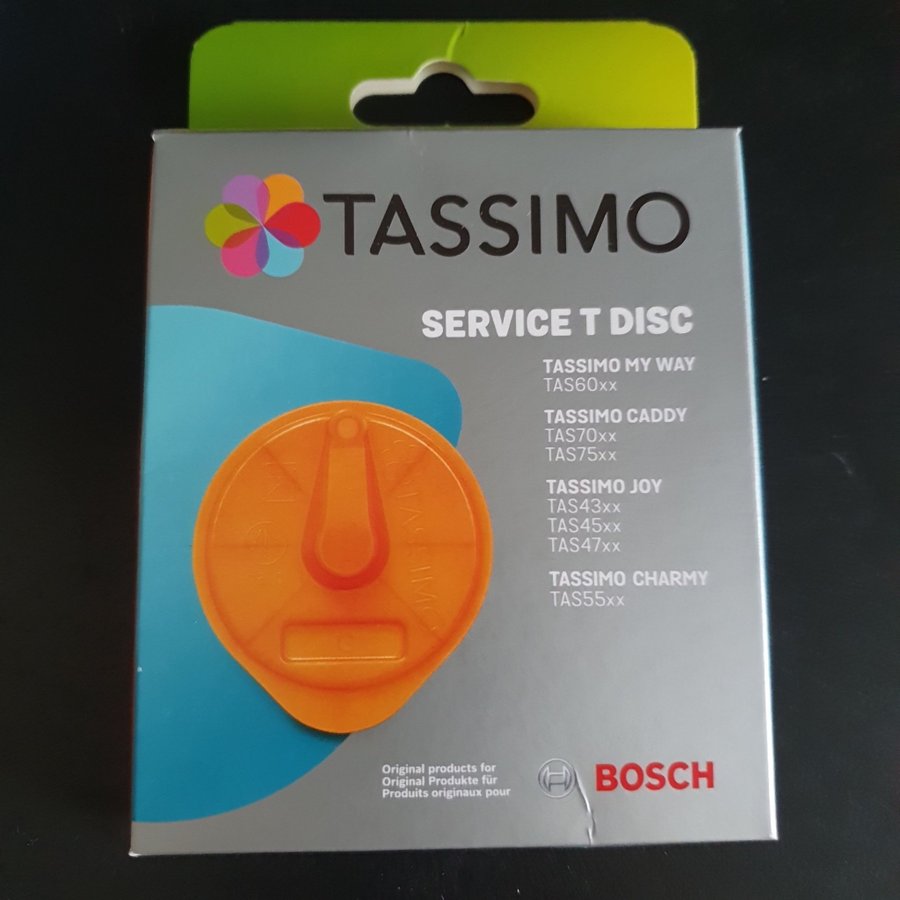 TASSIMO
SERVICE T DISC
TASSIMO MY WAY
TAS60xx
TASSIMO CADDY
TAS70xx
TAS75xx
TASSIMO JOY
TAS43xx
TAS45xx
TAS47xx
TASSIMO CHARMY
TAS55xx
TASSIMO
Original products for
Original Produkte für
Produits originaux pour
BOSCH